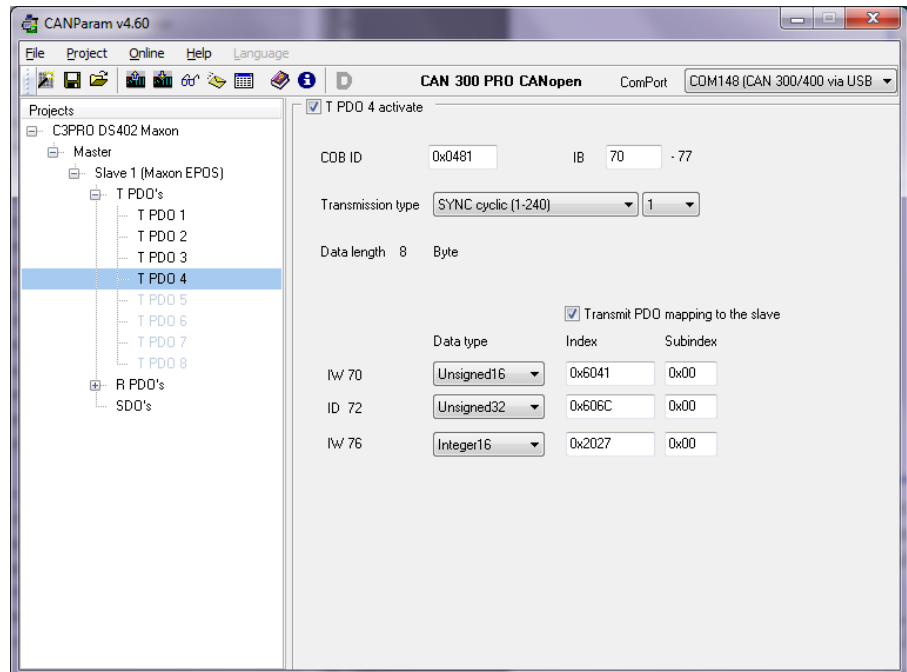 CANParam v4.60
File Project Online Help Language
D CAN 300 PRO CANopen ComPort COM148 (CAN 300/400 via USB
Projects
C3PRO DS402 Maxon
Master
Slave 1 (Maxon EPOS)
T PDO's
T PDO 1
T PDO 2
T PDO 3
T PDO 4
T PDO 5
T PDO 6
T PDO 7
T PDO 8
R PDO's
SDO's
T PDO 4 activate
COB ID 0x0481 IB 70 - 77
Transmission type SYNC cyclic (1-240) 1
Data length 8 Byte
Transmit PDO mapping to the slave
Data type Index Subindex
IW 70 Unsigned16 0x6041 0x00
ID 72 Unsigned32 0x606C 0x00
IW 76 Integer16 0x2027 0x00